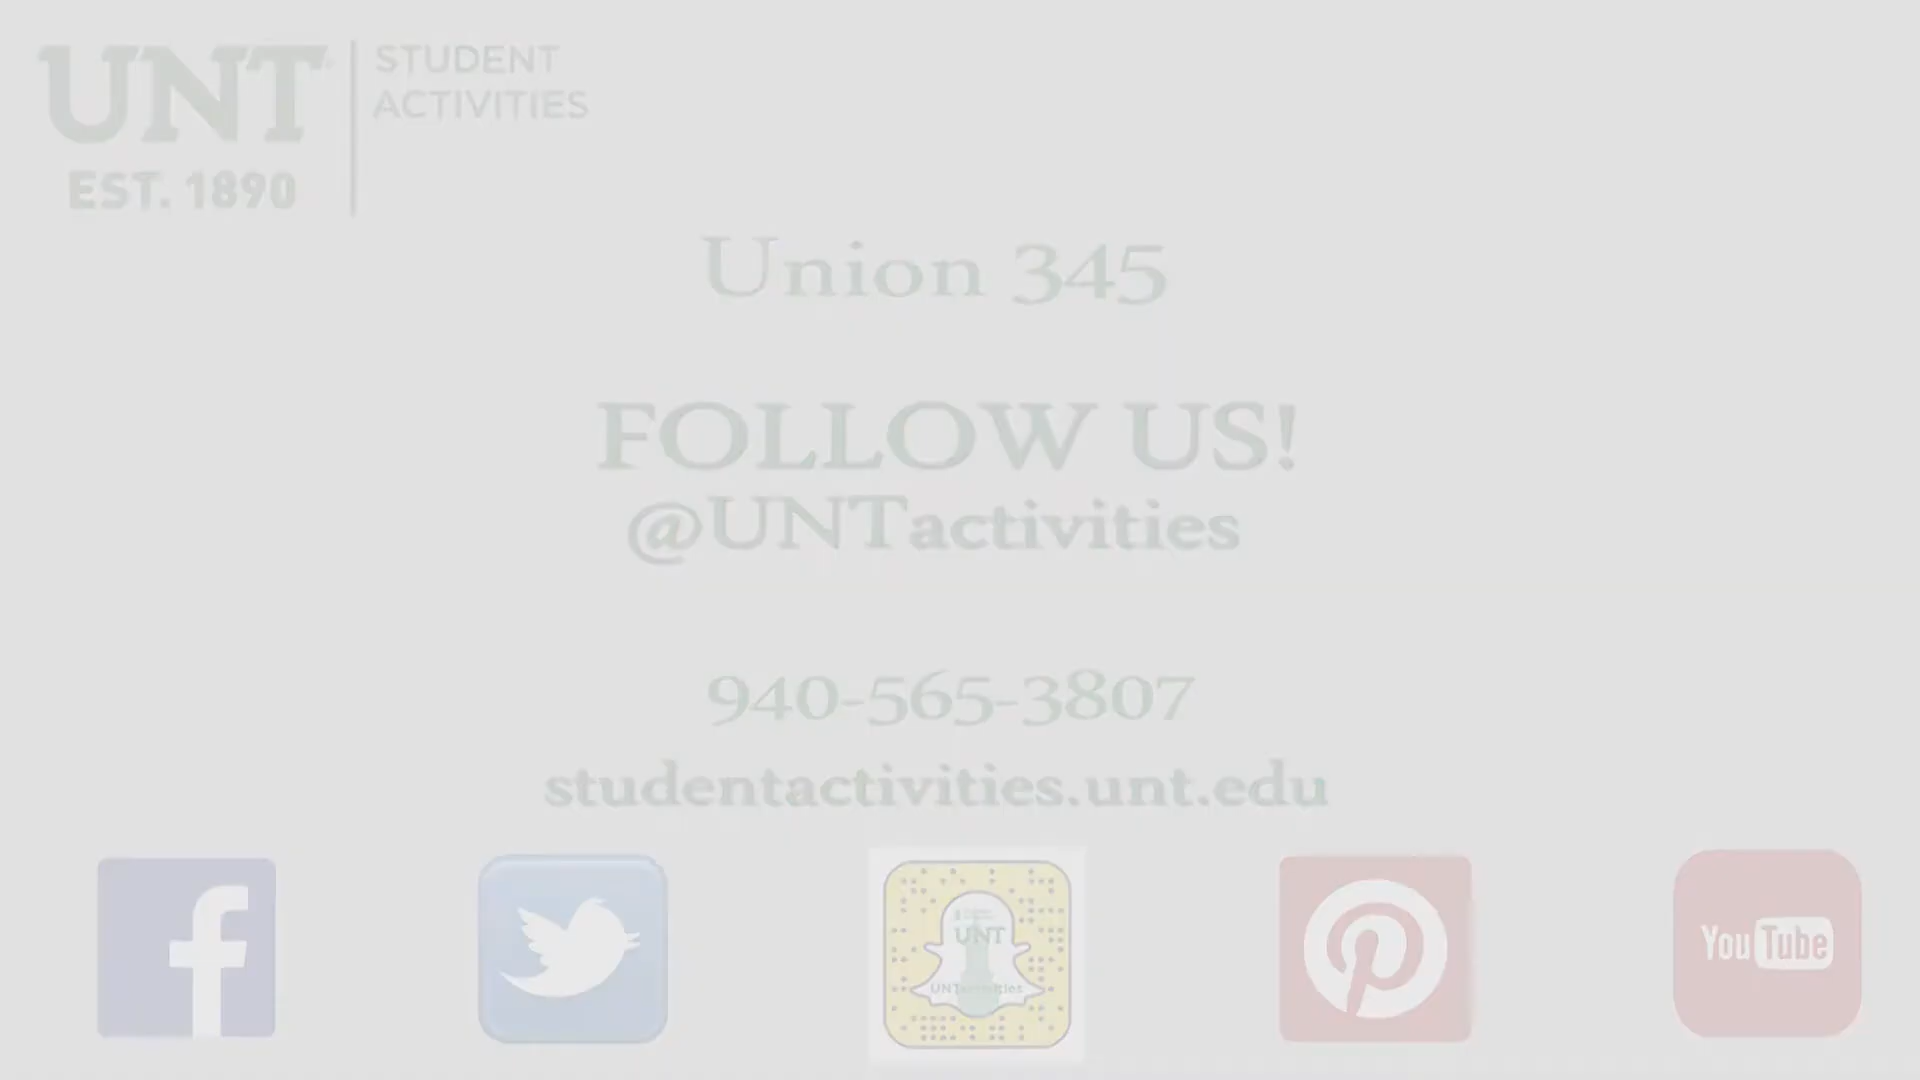 UNT
STUDENT
ACTIVITIES
EST. 1890
Union 345
FOLLOW US!
@UNTactivities
940-565-3807
studentactivities.unt.edu
UNT
UNTactivities
YouTube